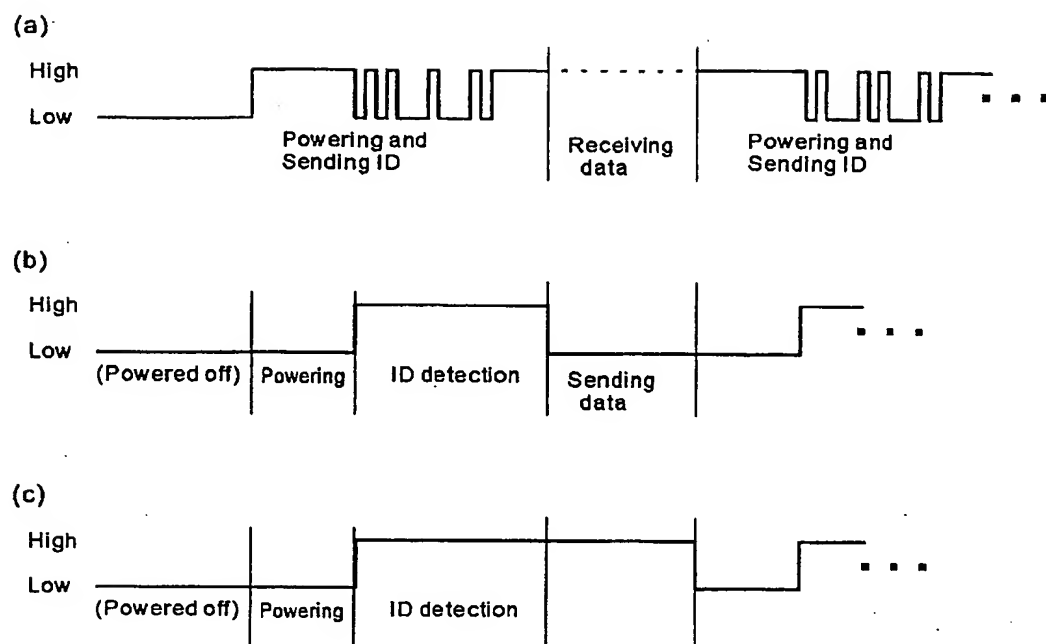 (a)
High
Low
Powering and
Sending ID
Receiving
data
Powering and
Sending ID
(b)
High
Low
(Powered off)
Powering
ID detection
Sending
data
(c)
High
Low
(Powered off)
Powering
ID detection